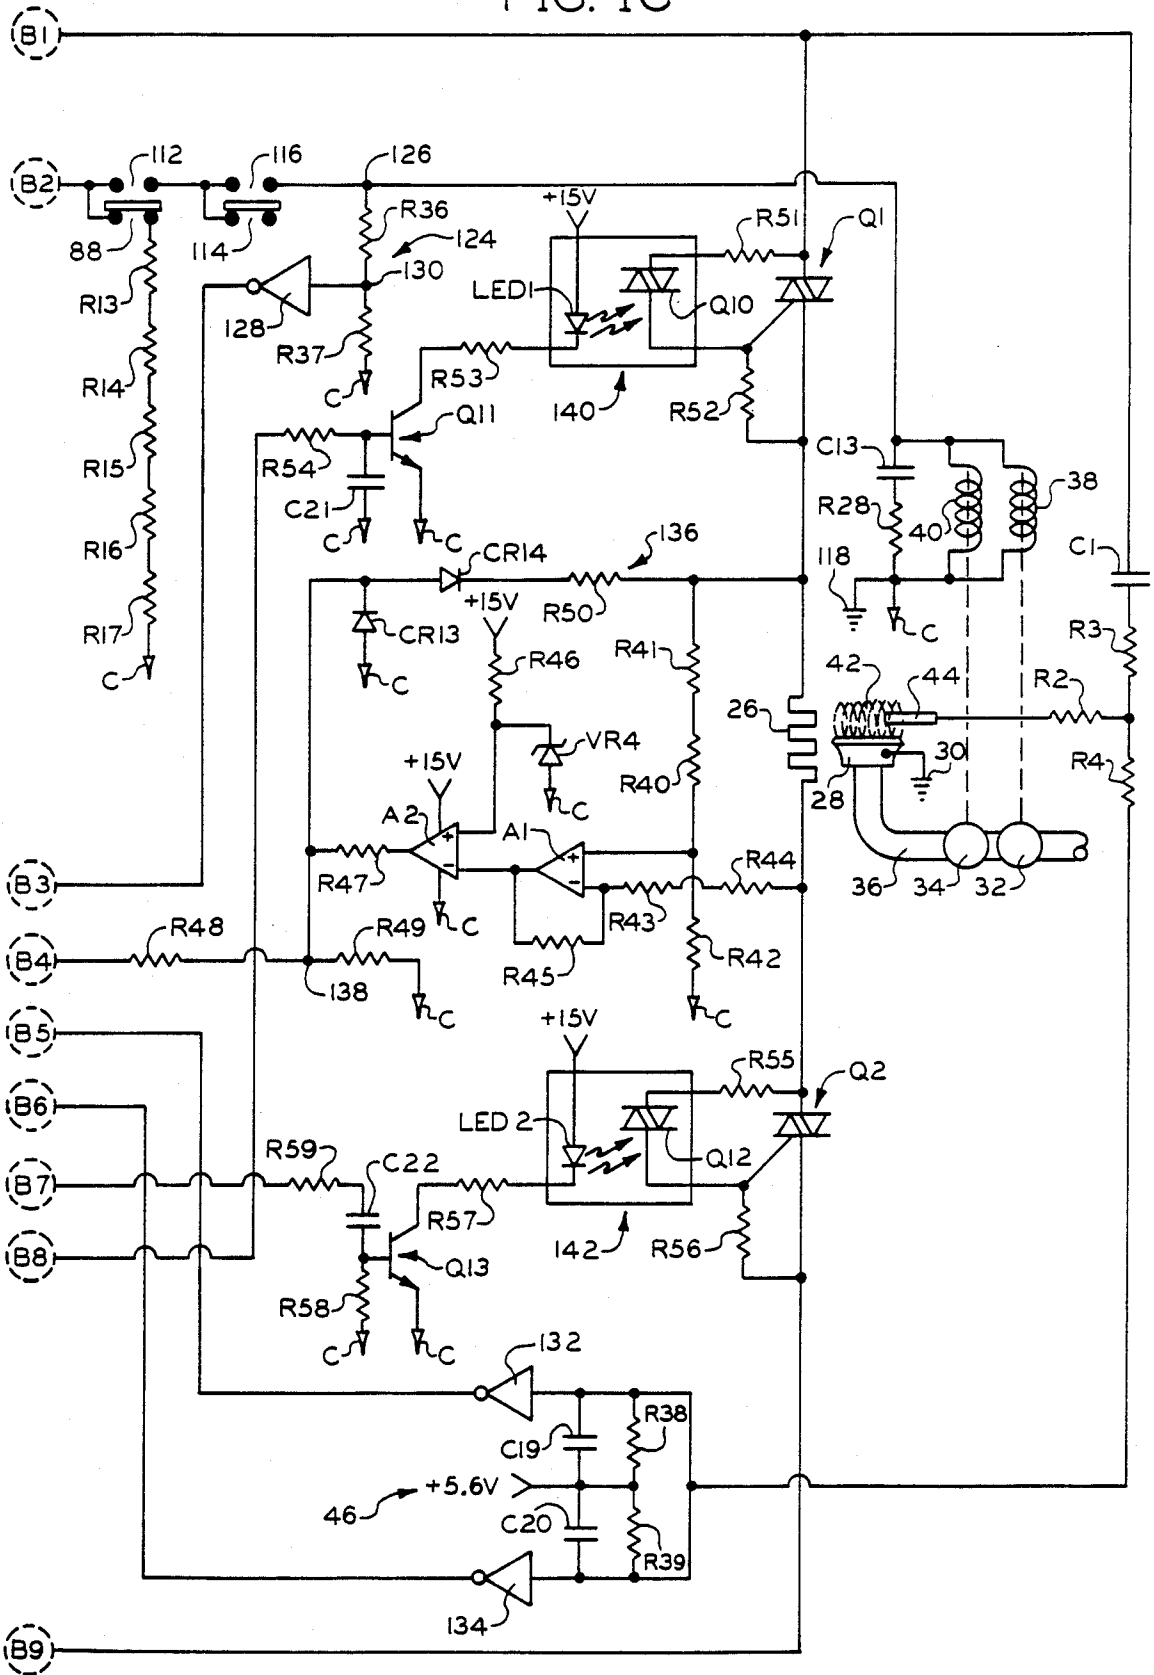 FIG. 1C
B1
112
116
126
B2
+15V
R51
Q1
R36
124
88
114
130
R13
LED1
Q10
128
R37
R14
R53
C
140
R52
Q11
C13
R15
R54
38
C21
R28
40
R16
C
C
136
C1
CR14
118
+15V
R50
R17
CR13
C
R3
R46
R41
C
C
42
44
R2
26
VR4
+15V
R40
30
R4
28
A2
A1
C
R44
B3
R47
36
34
32
C
R43
R48
R49
B4
R45
R42
138
C
C
B5
+15V
R55
Q2
B6
LED 2
R59
C22
Q12
B7
R57
142
R56
B8
Q13
R58
C
C
132
R38
C19
+5.6V
46
C20
R39
134
B9